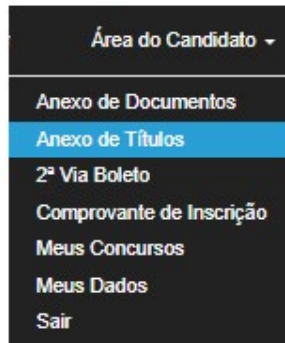 Área do Candidato
Anexo de Documentos
Anexo de Títulos
2ª Via Boleto
Comprovante de Inscrição
Meus Concursos
Meus Dados
Sair